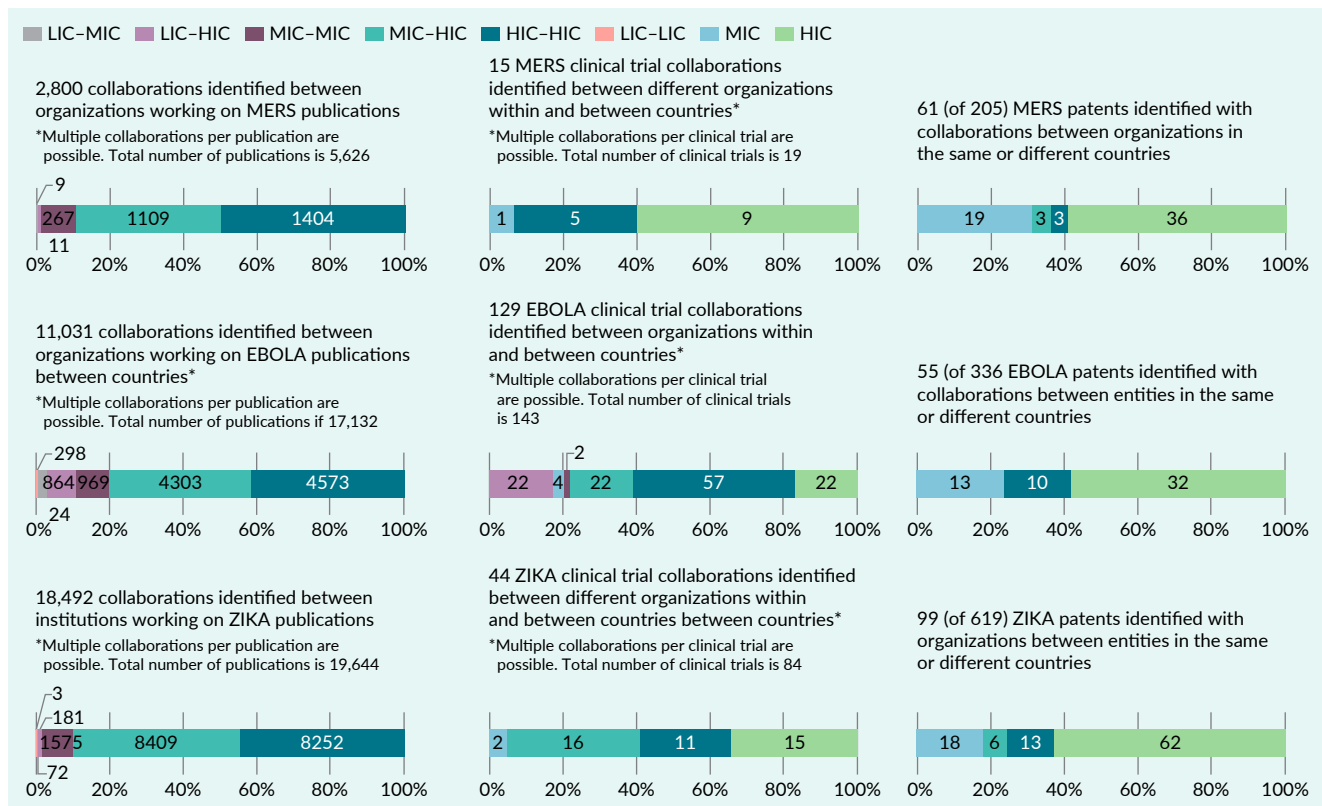 LIC–MIC LIC–HIC MIC–MIC MIC–HIC HIC–HIC LIC–LIC MIC HIC
2,800 collaborations identified between
organizations working on MERS publications
*Multiple collaborations per publication are
possible. Total number of publications is 5,626
9
267 1109 1404
11
0% 20% 40% 60% 80% 100%
15 MERS clinical trial collaborations
identified between different organizations
within and between countries*
*Multiple collaborations per clinical trial are
possible. Total number of clinical trials is 19
1 5 9
0% 20% 40% 60% 80% 100%
61 (of 205) MERS patents identified with
collaborations between organizations in
the same or different countries
19 3 3 36
0% 20% 40% 60% 80% 100%
11,031 collaborations identified between
organizations working on EBOLA publications
between countries*
*Multiple collaborations per publication are
possible. Total number of publications if 17,132
298
864 969 4303 4573
24
0% 20% 40% 60% 80% 100%
129 EBOLA clinical trial collaborations
identified between organizations within
and between countries*
*Multiple collaborations per clinical trial
are possible. Total number of clinical trials
is 143
2
22 4 22 57 22
0% 20% 40% 60% 80% 100%
55 (of 336 EBOLA patents identified with
collaborations between entities in the same
or different countries
13 10 32
0% 20% 40% 60% 80% 100%
18,492 collaborations identified between
institutions working on ZIKA publications
*Multiple collaborations per publication are
possible. Total number of publications is 19,644
3
181
1575 8409 8252
72
0% 20% 40% 60% 80% 100%
44 ZIKA clinical trial collaborations identified
between different organizations within
and between countries between countries*
*Multiple collaborations per clinical trial are
possible. Total number of clinical trials is 84
2 16 11 15
0% 20% 40% 60% 80% 100%
99 (of 619) ZIKA patents identified with
organizations between entities in the same
or different countries
18 6 13 62
0% 20% 40% 60% 80% 100%